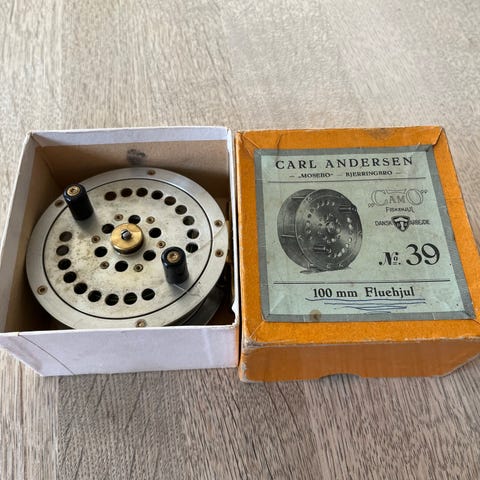 CARL ANDERSEN
— „MOSEBO" — BJERRINGBRO —
„CAMO"
FISKEHJUL
DANSK ARBEJDE
No. 39
100 mm Fluehjul